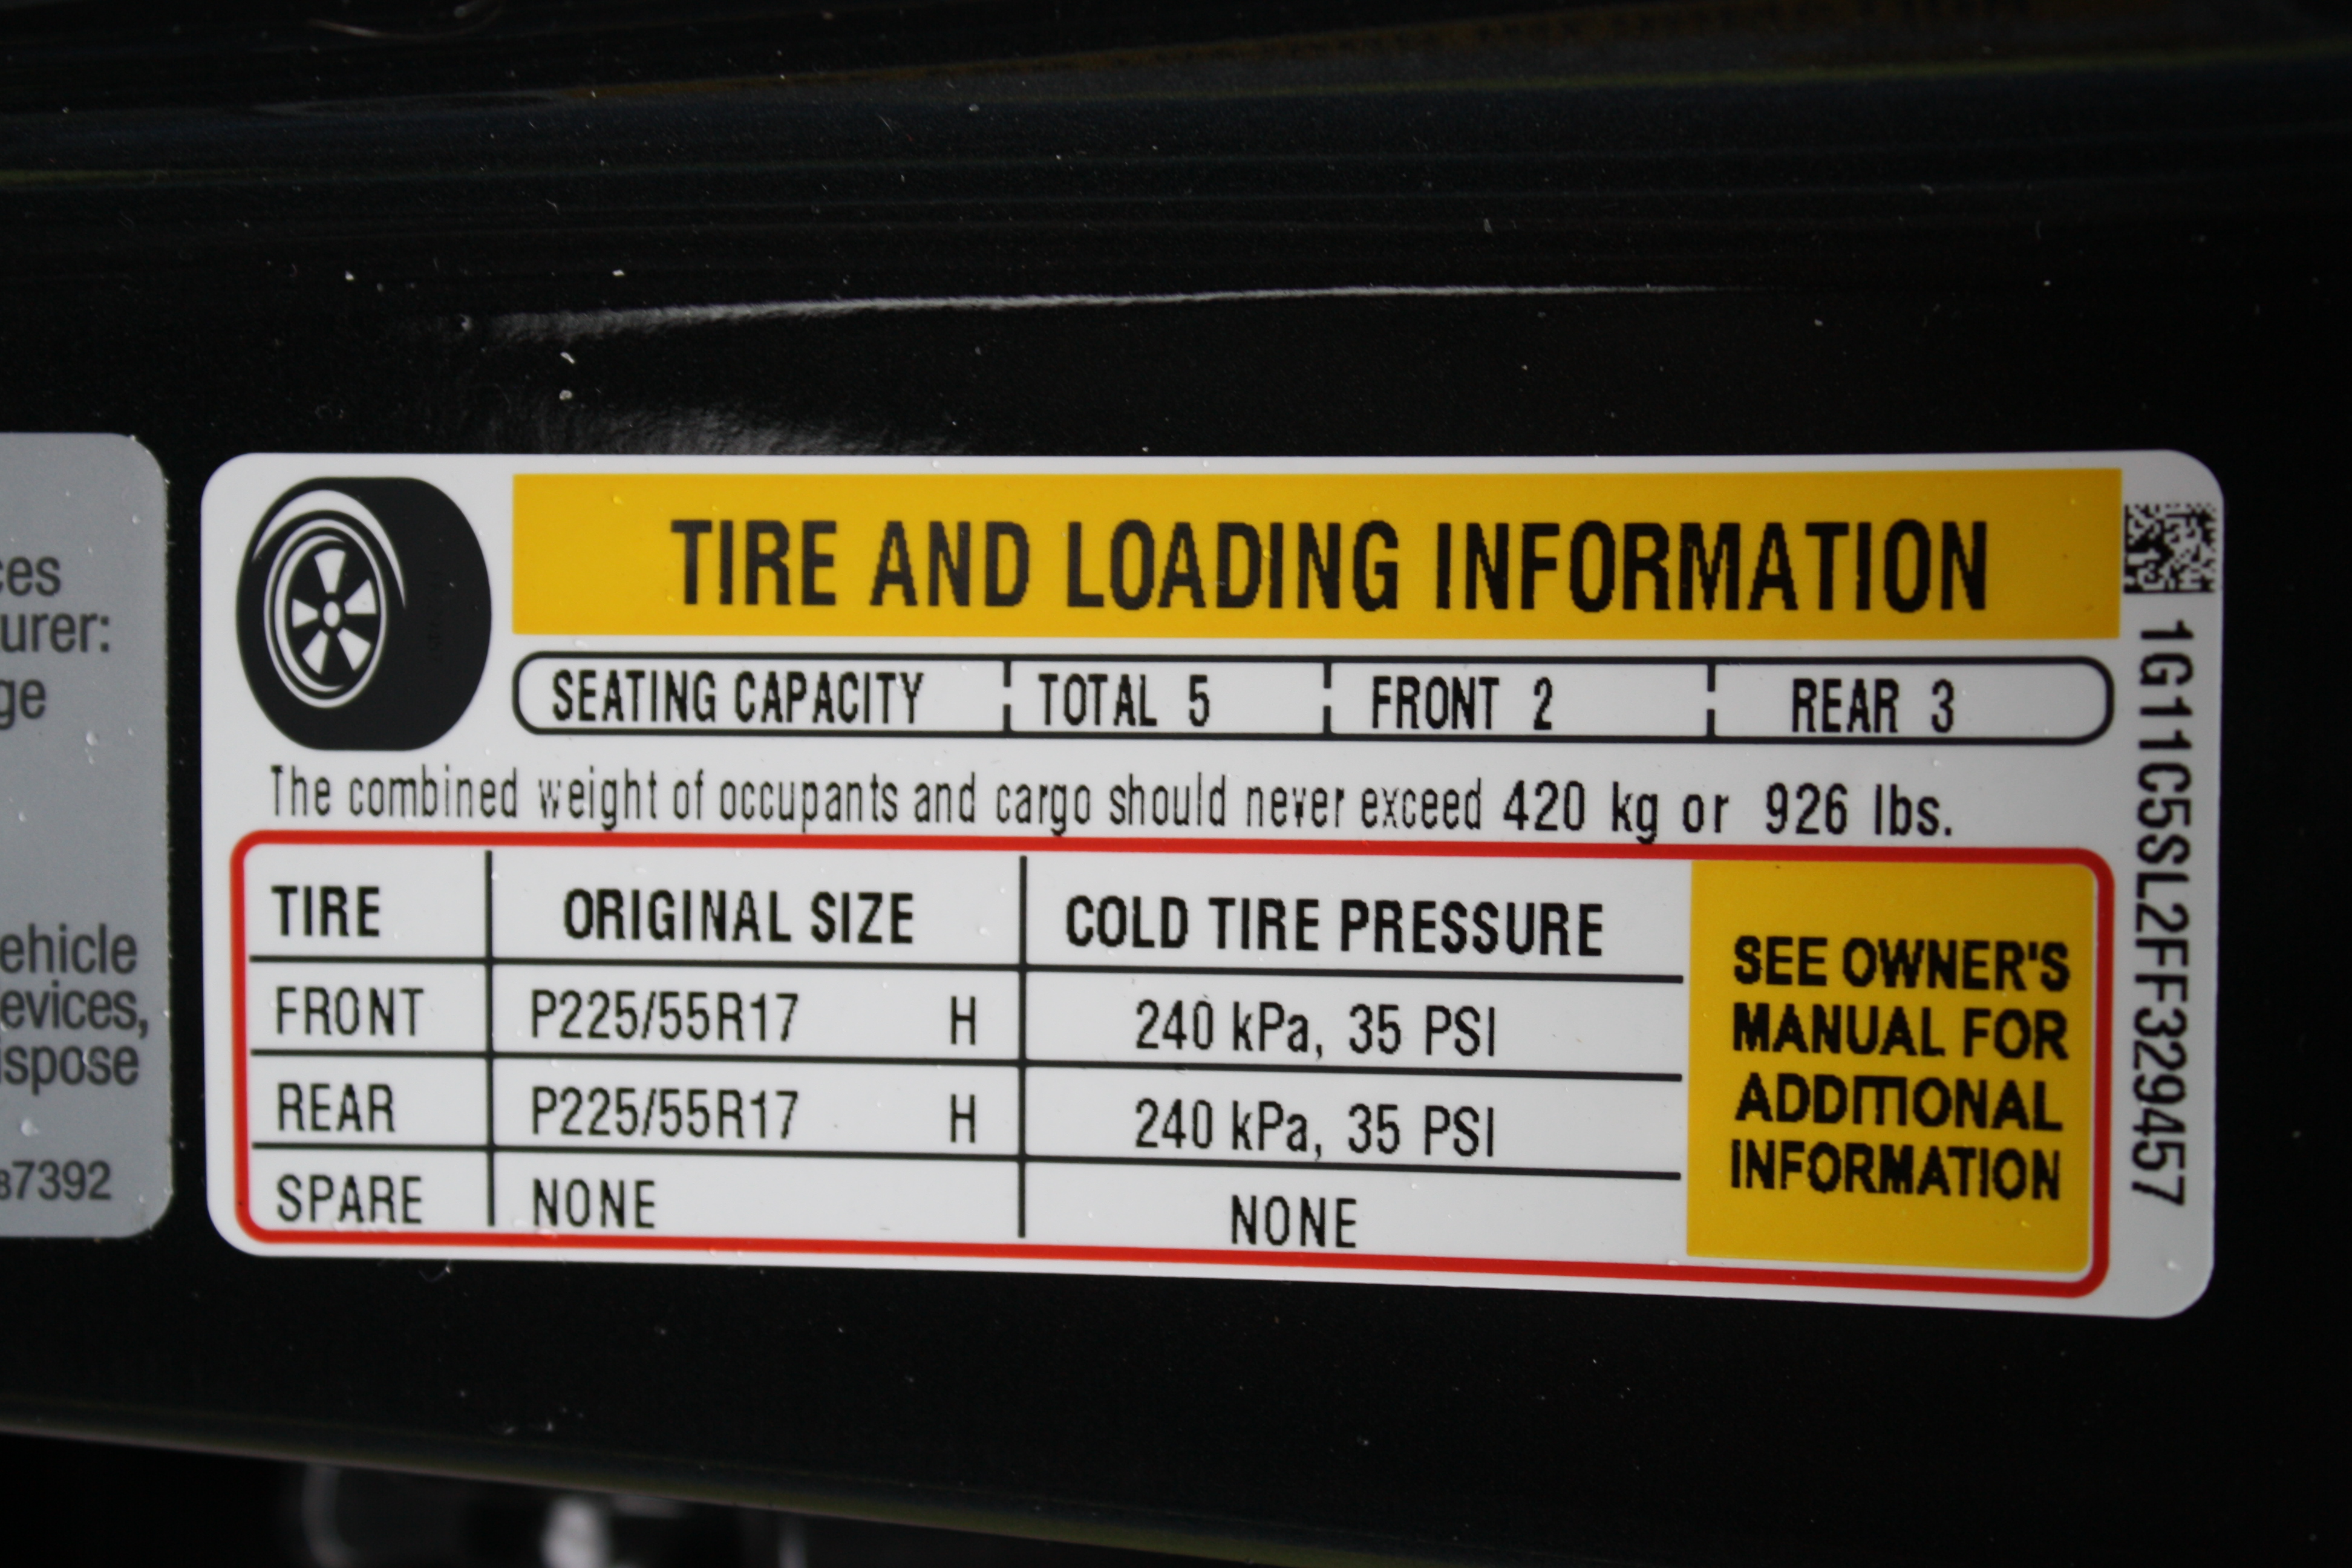 ces
urer:
ge
ehicle
evices,
ispose
87392
TIRE AND LOADING INFORMATION
SEATING CAPACITY TOTAL 5 FRONT 2 REAR 3
The combined weight of occupants and cargo should never exceed 420 kg or 926 lbs.
TIRE ORIGINAL SIZE COLD TIRE PRESSURE
FRONT P225/55R17 H 240 kPa, 35 PSI
REAR P225/55R17 H 240 kPa, 35 PSI
SPARE NONE NONE
SEE OWNER'S
MANUAL FOR
ADDITIONAL
INFORMATION
1G11C5SL2FF329457